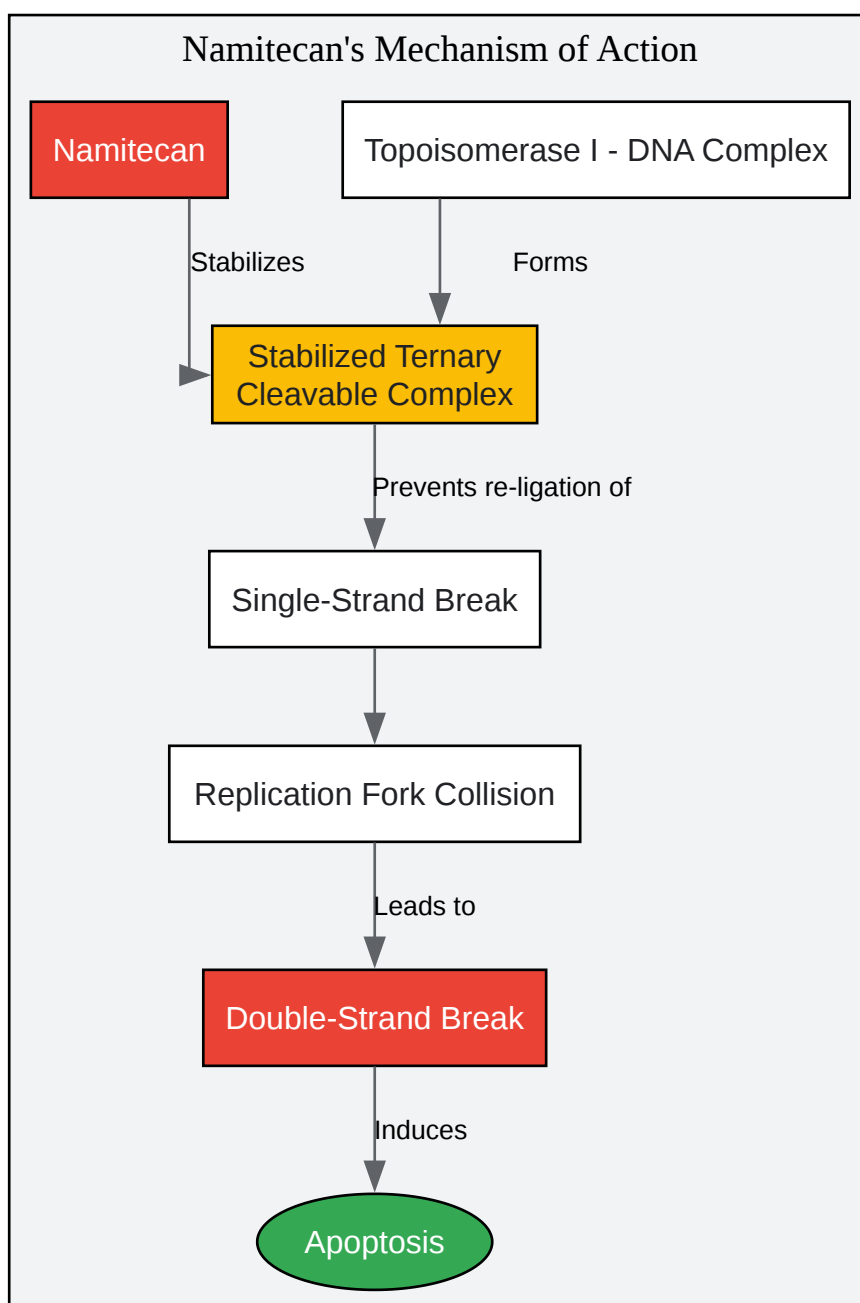 Namitecan's Mechanism of Action
Namitecan
Topoisomerase I - DNA Complex
Stabilizes
Forms
Stabilized Ternary
Cleavable Complex
Prevents re-ligation of
Single-Strand Break
Replication Fork Collision
Leads to
Double-Strand Break
Induces
Apoptosis